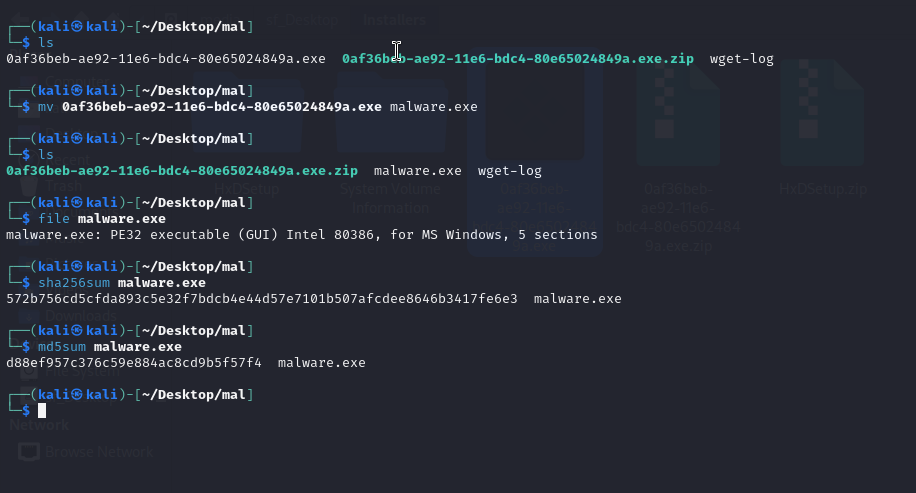 ┌──(kali㉿kali)-[~/Desktop/mal]
└─$ ls
0af36beb-ae92-11e6-bdc4-80e65024849a.exe  0af36beb-ae92-11e6-bdc4-80e65024849a.exe.zip  wget-log
┌──(kali㉿kali)-[~/Desktop/mal]
└─$ mv 0af36beb-ae92-11e6-bdc4-80e65024849a.exe malware.exe
┌──(kali㉿kali)-[~/Desktop/mal]
└─$ ls
0af36beb-ae92-11e6-bdc4-80e65024849a.exe.zip  malware.exe  wget-log
┌──(kali㉿kali)-[~/Desktop/mal]
└─$ file malware.exe
malware.exe: PE32 executable (GUI) Intel 80386, for MS Windows, 5 sections
┌──(kali㉿kali)-[~/Desktop/mal]
└─$ sha256sum malware.exe
572b756cd5cfda893c5e32f7bdcb4e44d57e7101b507afcdee8646b3417fe6e3  malware.exe
┌──(kali㉿kali)-[~/Desktop/mal]
└─$ md5sum malware.exe
d88ef957c376c59e884ac8cd9b5f57f4  malware.exe
┌──(kali㉿kali)-[~/Desktop/mal]
└─$
Installers
Trash
HxDSetup
System Volume
Information
0af36beb-
ae92-11e6-
bdc4-80e6502484
9a.exe.zip
HxDSetup.zip
Downloads
Network
Browse Network